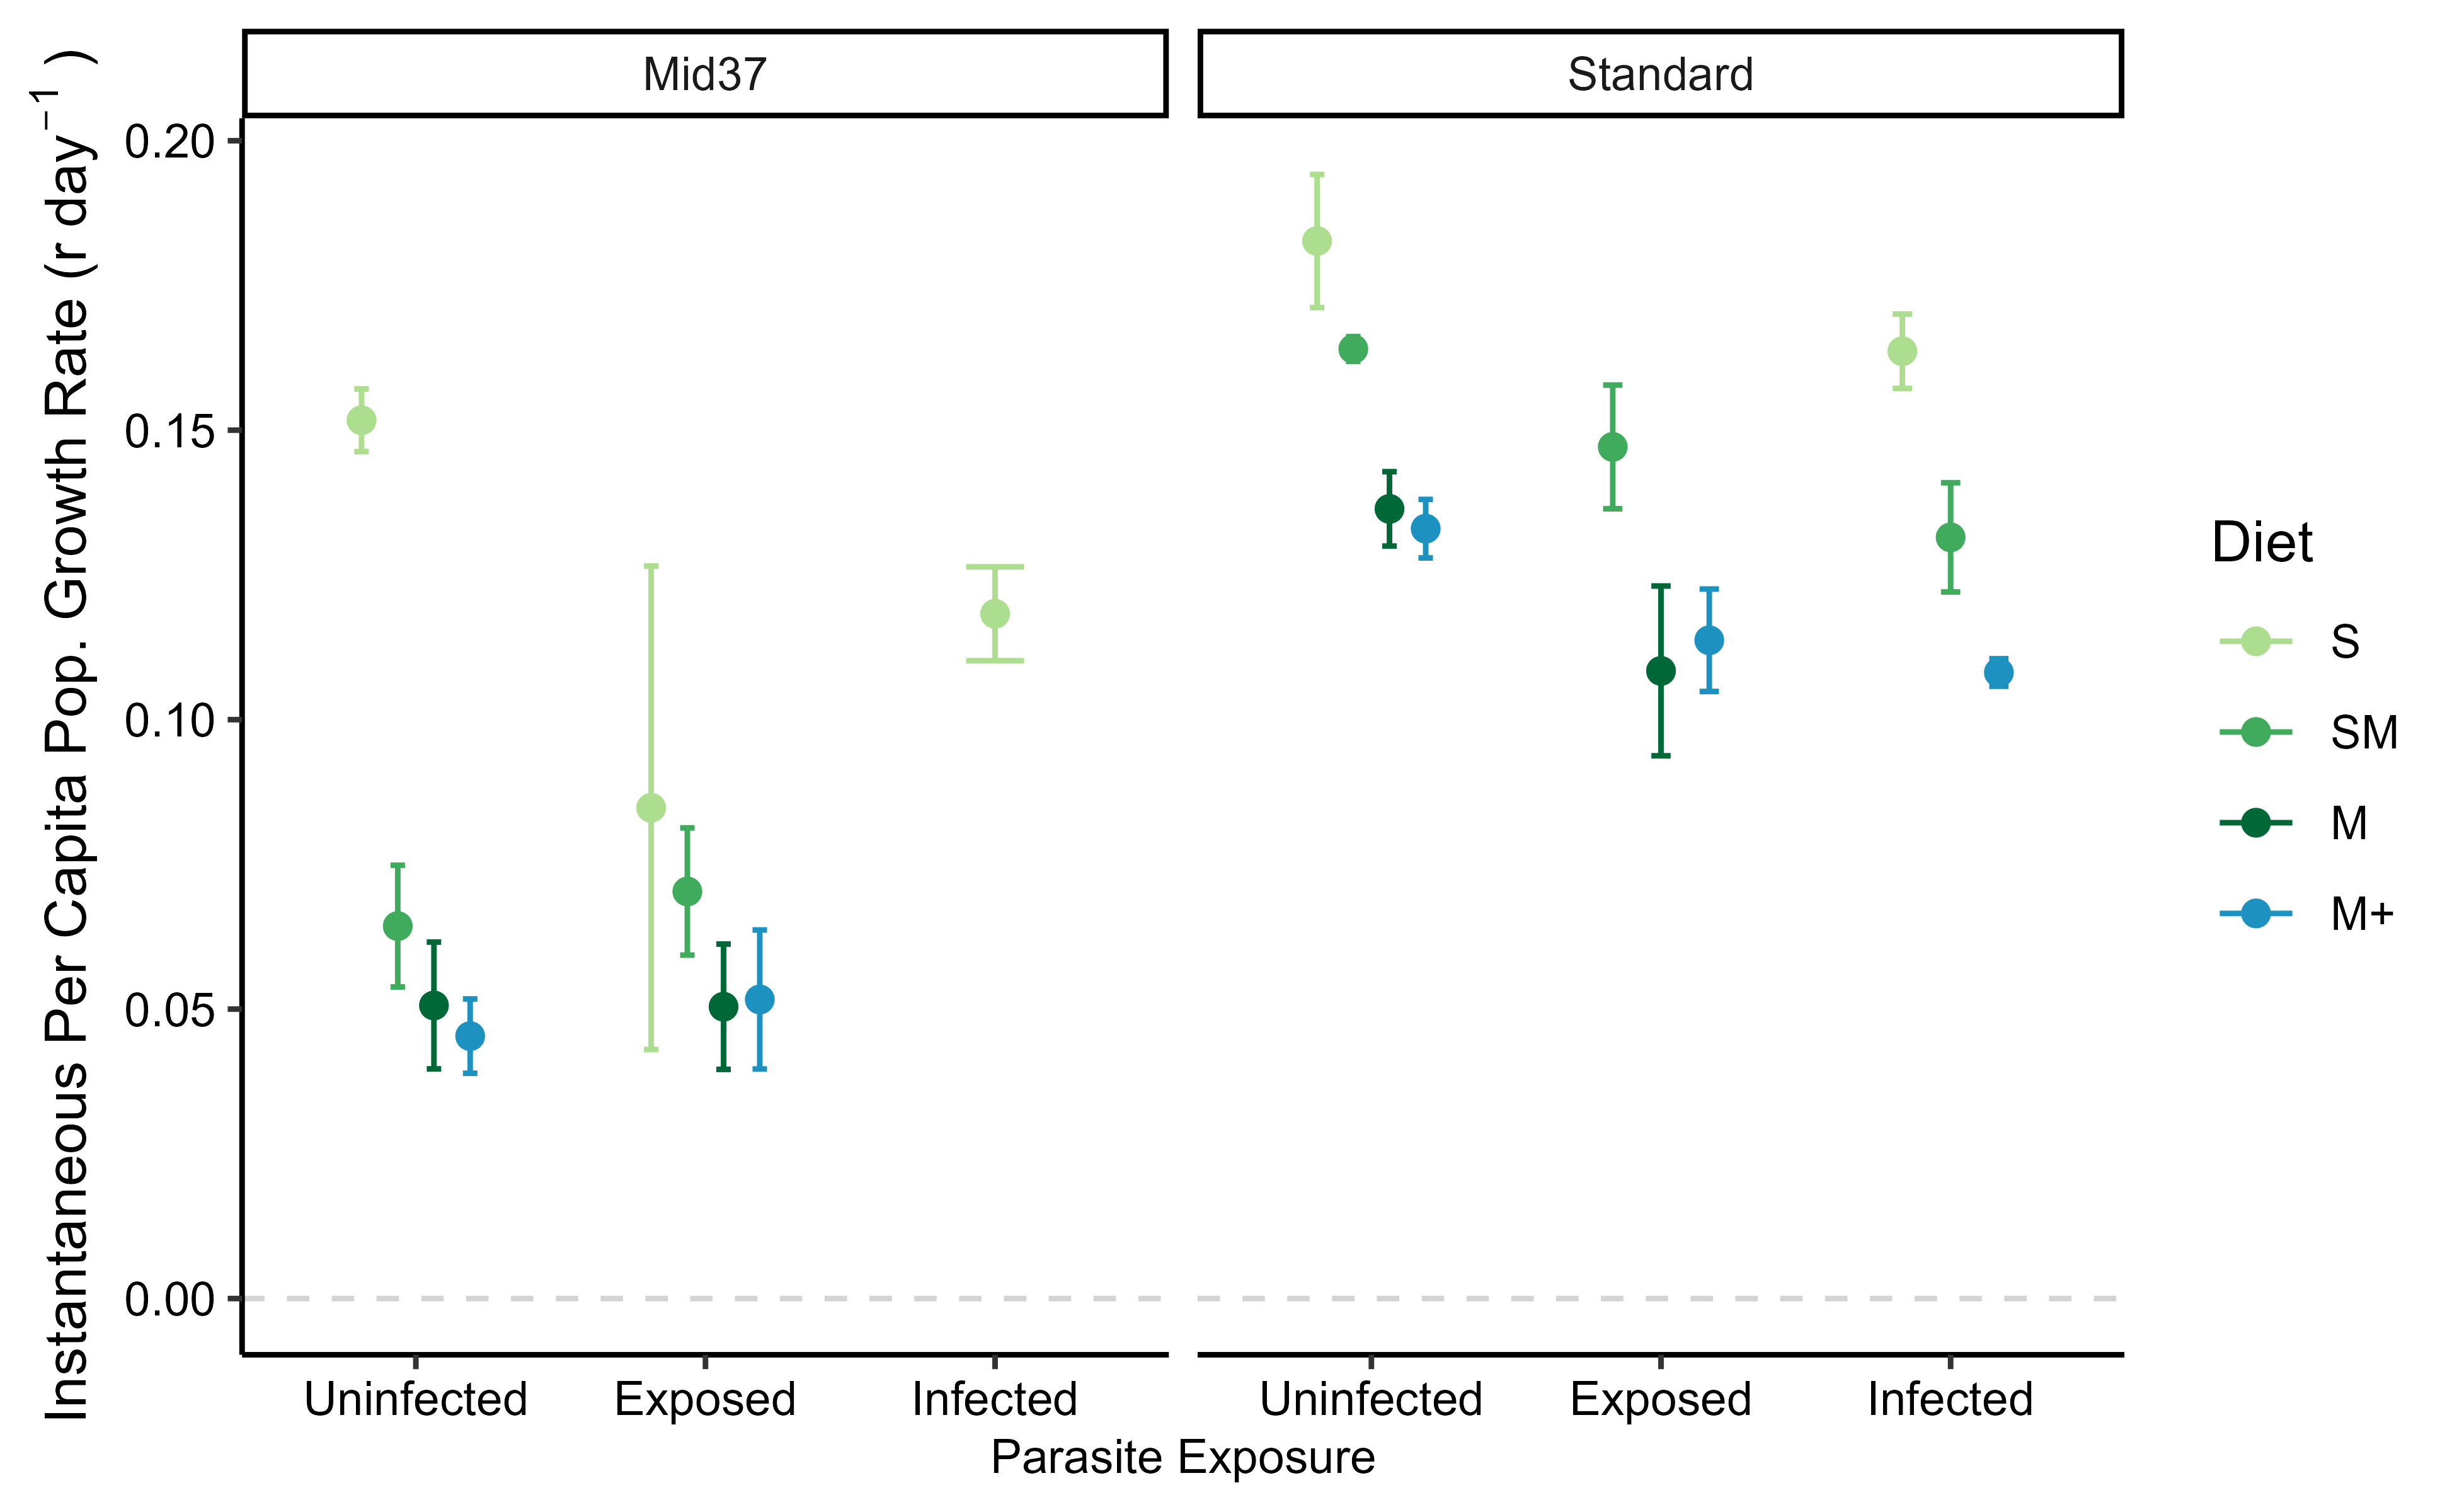 Mid37
Standard
Instantaneous Per Capita Pop. Growth Rate (r day⁻¹ )
0.20
0.15
0.10
0.05
0.00
Uninfected
Exposed
Infected
Uninfected
Exposed
Infected
Parasite Exposure
Diet
S
SM
M
M+